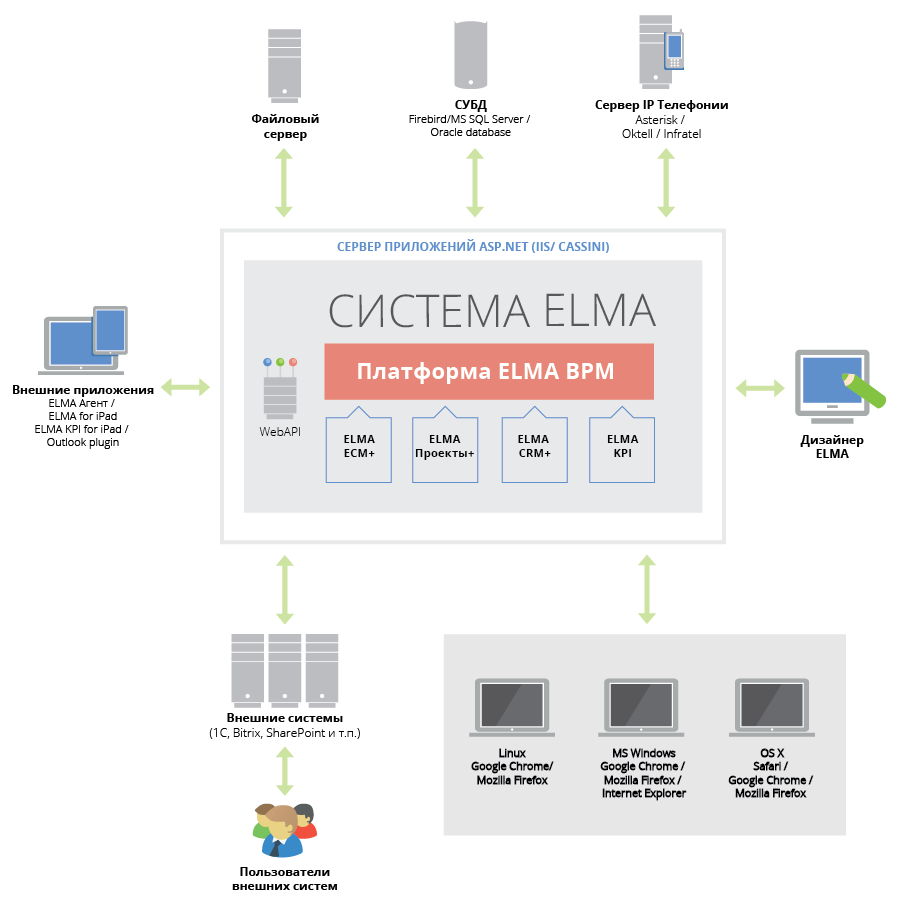 Файловый
сервер
СУБД
Firebird/MS SQL Server /
Oracle database
Сервер IP Телефонии
Asterisk /
Oktell / Infratel
СЕРВЕР ПРИЛОЖЕНИЙ ASP.NET (IIS/ CASSINI)
СИСТЕМА ELMA
Платформа ELMA BPM
WebAPI
ELMA
ECM+
ELMA
Проекты+
ELMA
CRM+
ELMA
KPI
Внешние приложения
ELMA Агент /
ELMA for iPad
ELMA KPI for iPad /
Outlook plugin
Дизайнер
ELMA
Внешние системы
(1С, Bitrix, SharePoint и т.п.)
Пользователи
внешних систем
Linux
Google Chrome/
Mozilla Firefox
MS Windows
Google Chrome /
Mozilla Firefox /
Internet Explorer
OS X
Safari /
Google Chrome /
Mozilla Firefox